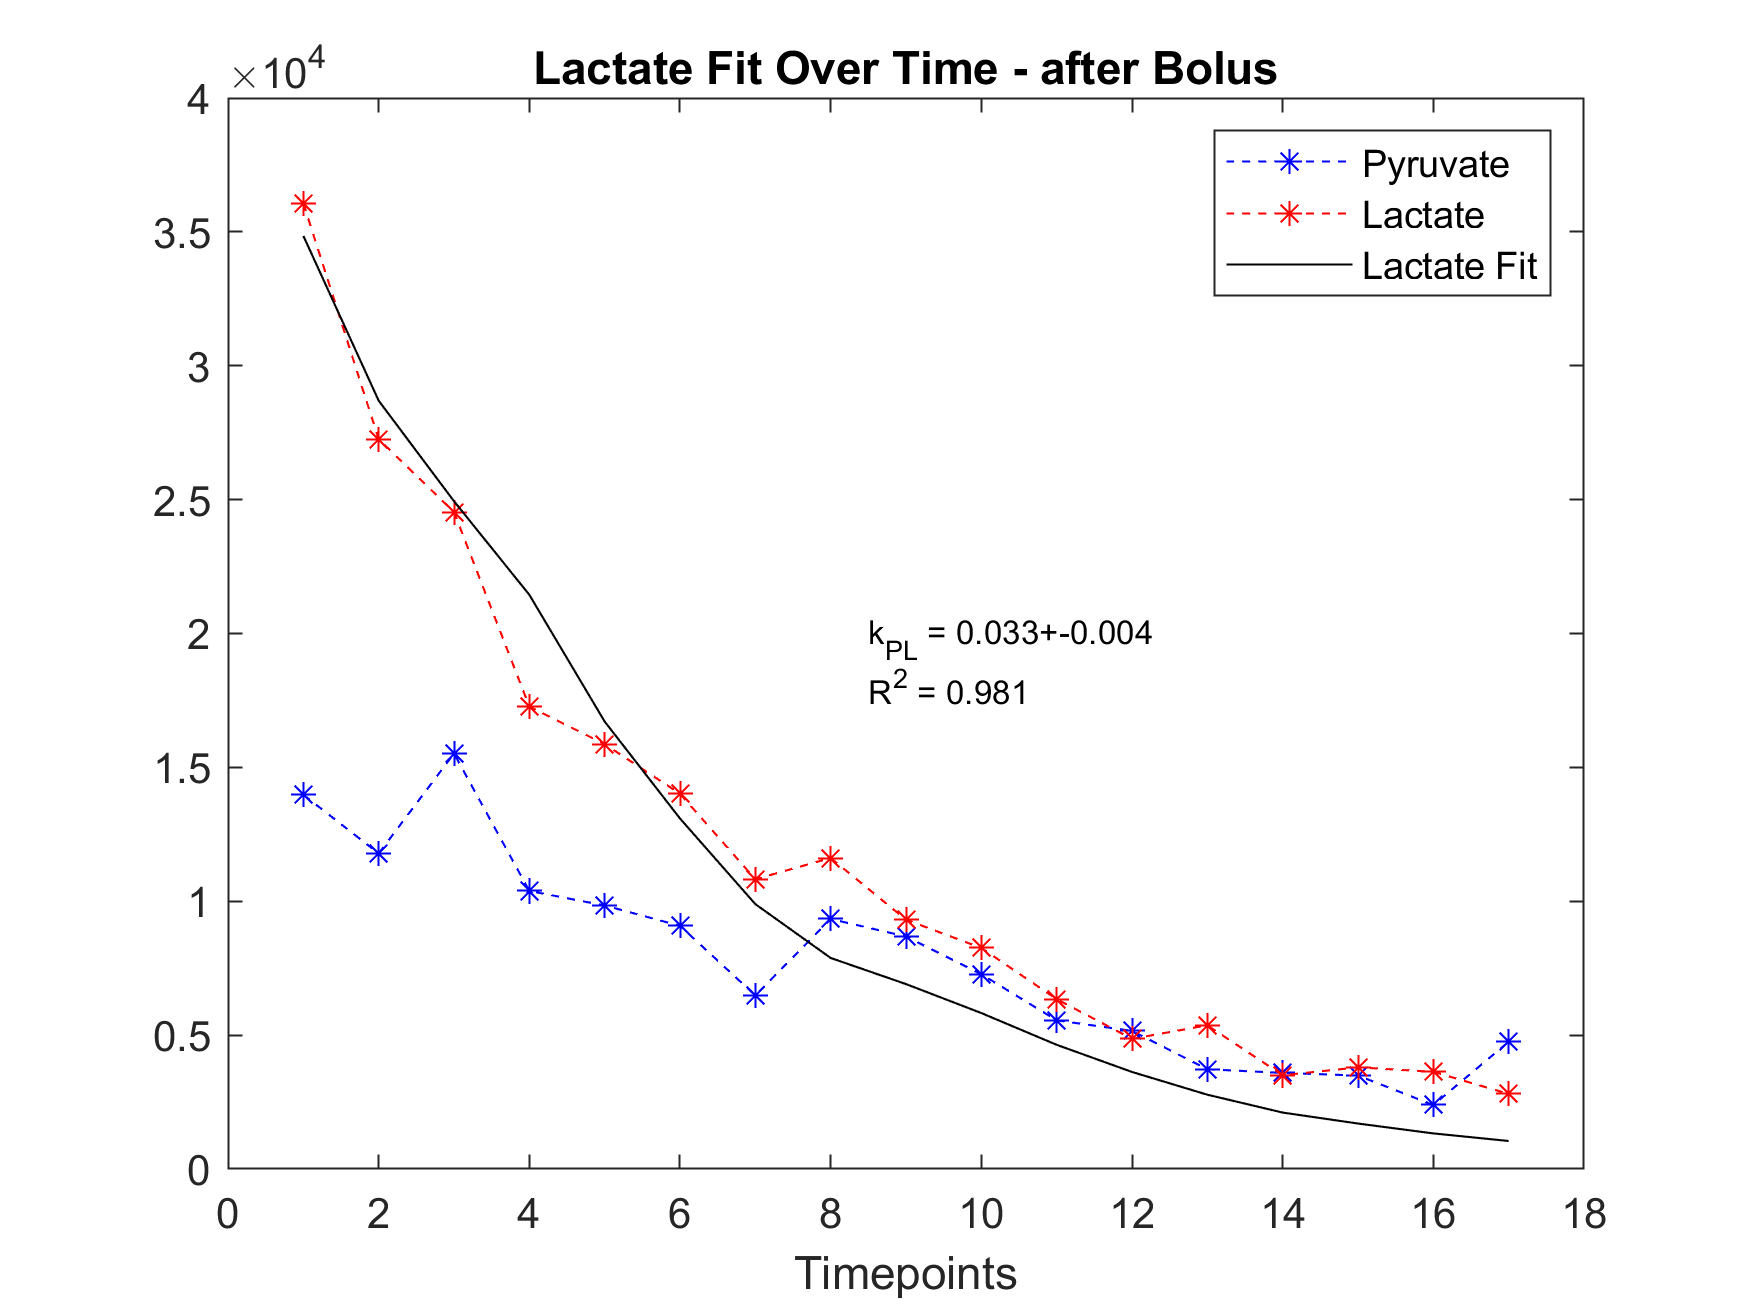 Lactate Fit Over Time - after Bolus
×10^4
4
3.5
3
2.5
2
1.5
1
0.5
0
Pyruvate
Lactate
Lactate Fit
k_PL = 0.033+-0.004
R^2 = 0.981
0 2 4 6 8 10 12 14 16 18
Timepoints